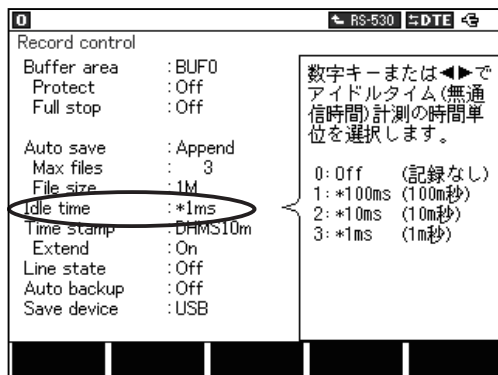 0
RS-530 DTE
Record control
Buffer area :BUF0
Protect :Off
Full stop :Off
Auto save :Append
Max files : 3
File size :1M
Idle time :*1ms
Time stamp :DHMS10m
Extend :On
Line state :Off
Auto backup :Off
Save device :USB
数字キーまたは◀▶で
アイドルタイム(無通
信時間)計測の時間単
位を選択します。
0:Off (記録なし)
1:*100ms (100m秒)
2:*10ms (10m秒)
3:*1ms (1m秒)